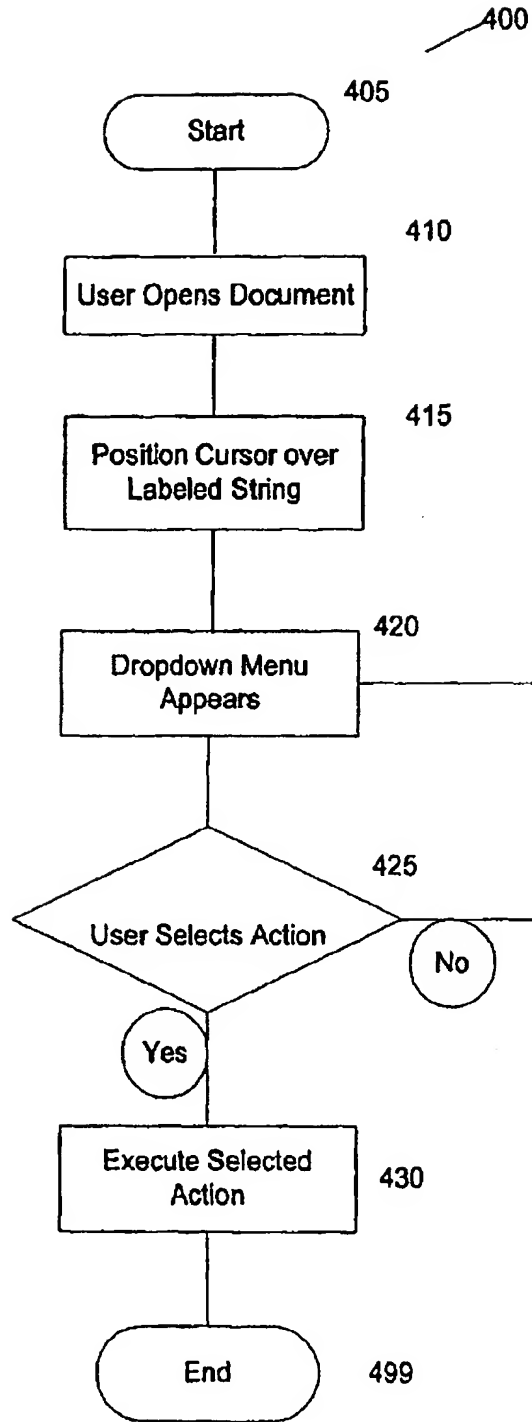 400
405
Start
410
User Opens Document
415
Position Cursor over
Labeled String
420
Dropdown Menu
Appears
425
User Selects Action
No
Yes
Execute Selected
Action
430
End
499